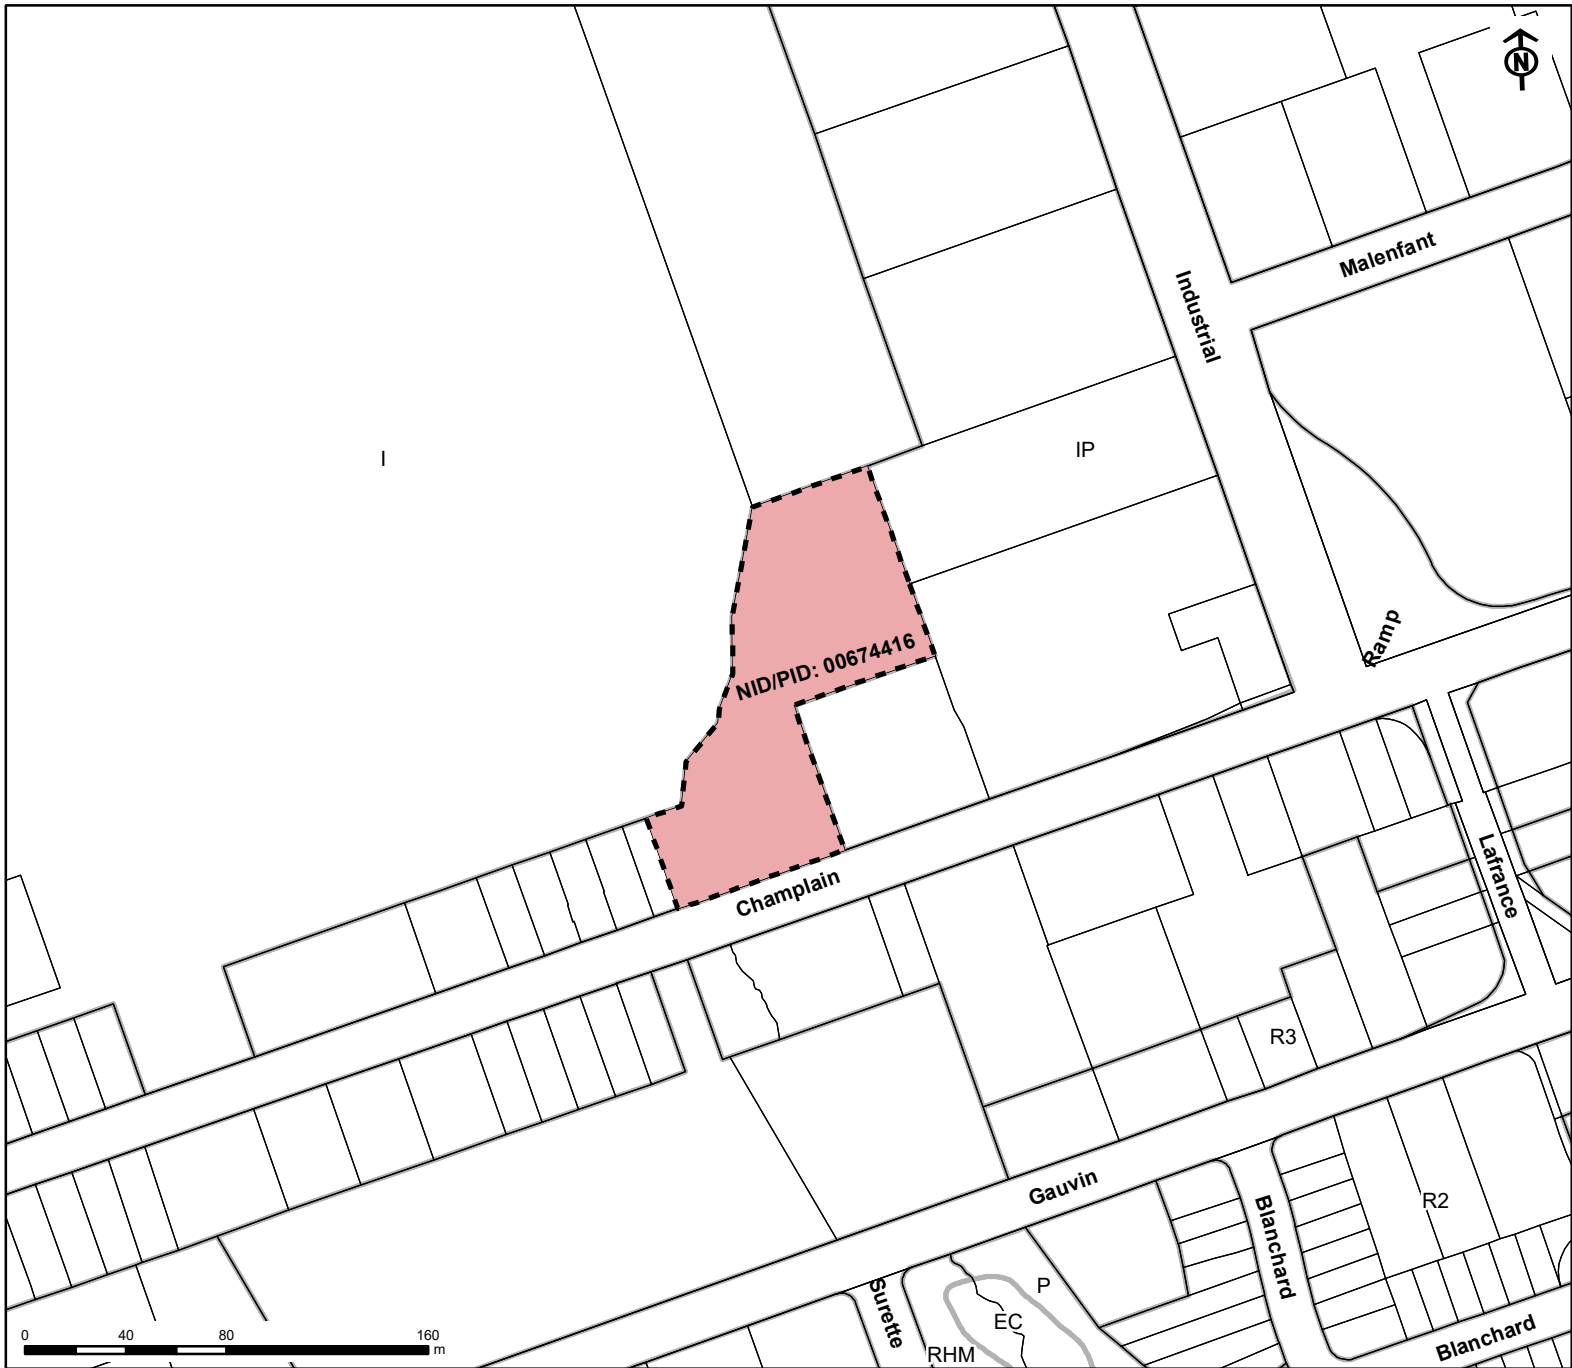 N
Malenfant
Industrial
I
IP
Ramp
NID/PID: 00674416
Lafrance
Champlain
R3
Gauvin
R2
Blanchard
P
Surette
EC
RHM
Blanchard
0 40 80 160
m